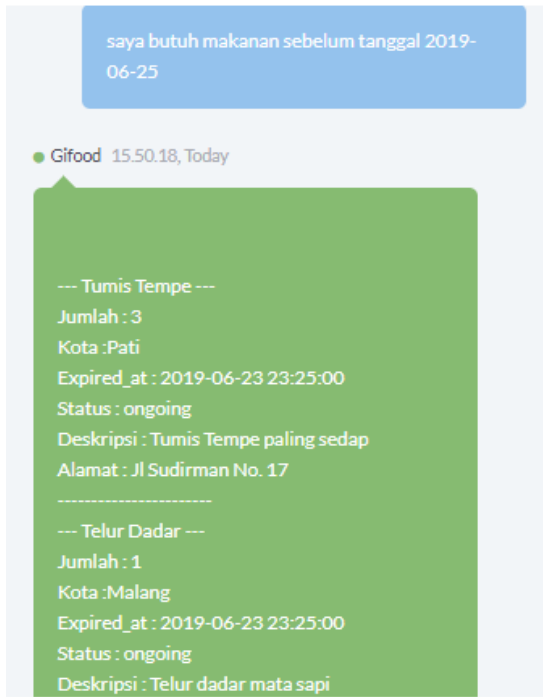 saya butuh makanan sebelum tanggal 2019-
06-25
Gifood 15.50.18, Today
--- Tumis Tempe ---
Jumlah : 3
Kota :Pati
Expired_at : 2019-06-23 23:25:00
Status : ongoing
Deskripsi : Tumis Tempe paling sedap
Alamat : Jl Sudirman No. 17
-----------------------
--- Telur Dadar ---
Jumlah : 1
Kota :Malang
Expired_at : 2019-06-23 23:25:00
Status : ongoing
Deskripsi : Telur dadar mata sapi